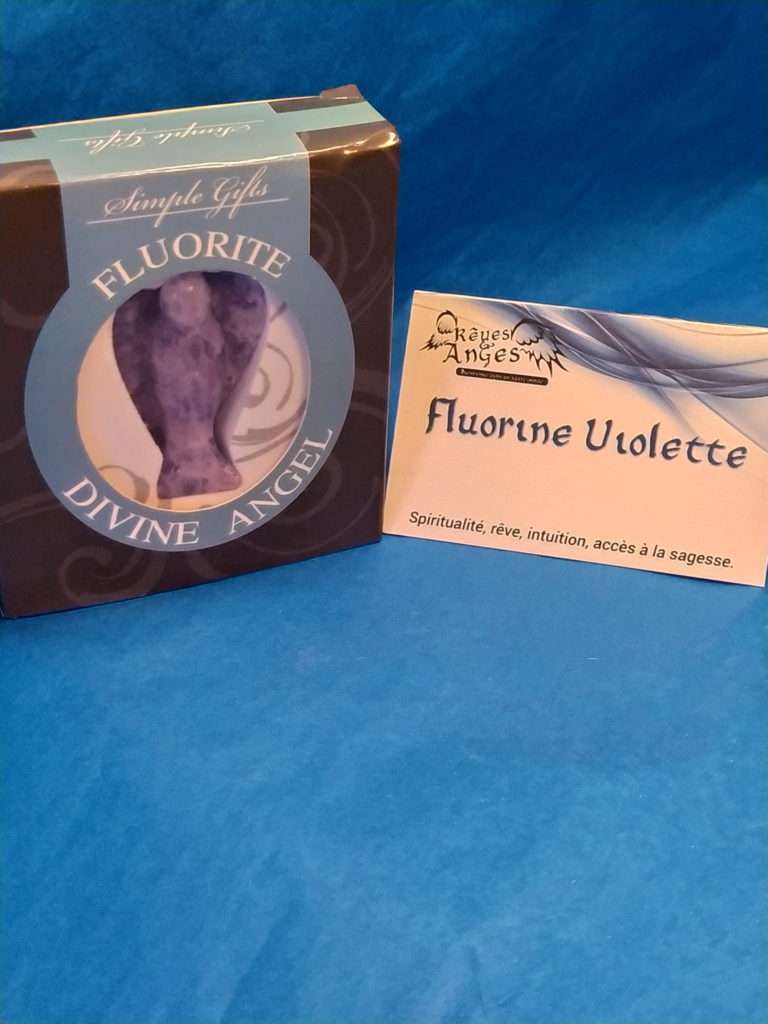 Simple Gifts
Simple Gifts
FLUORITE
DIVINE ANGEL
Rêves
&
Anges
Fluorine Violette
Spiritualité, rêve, intuition, accès à la sagesse.